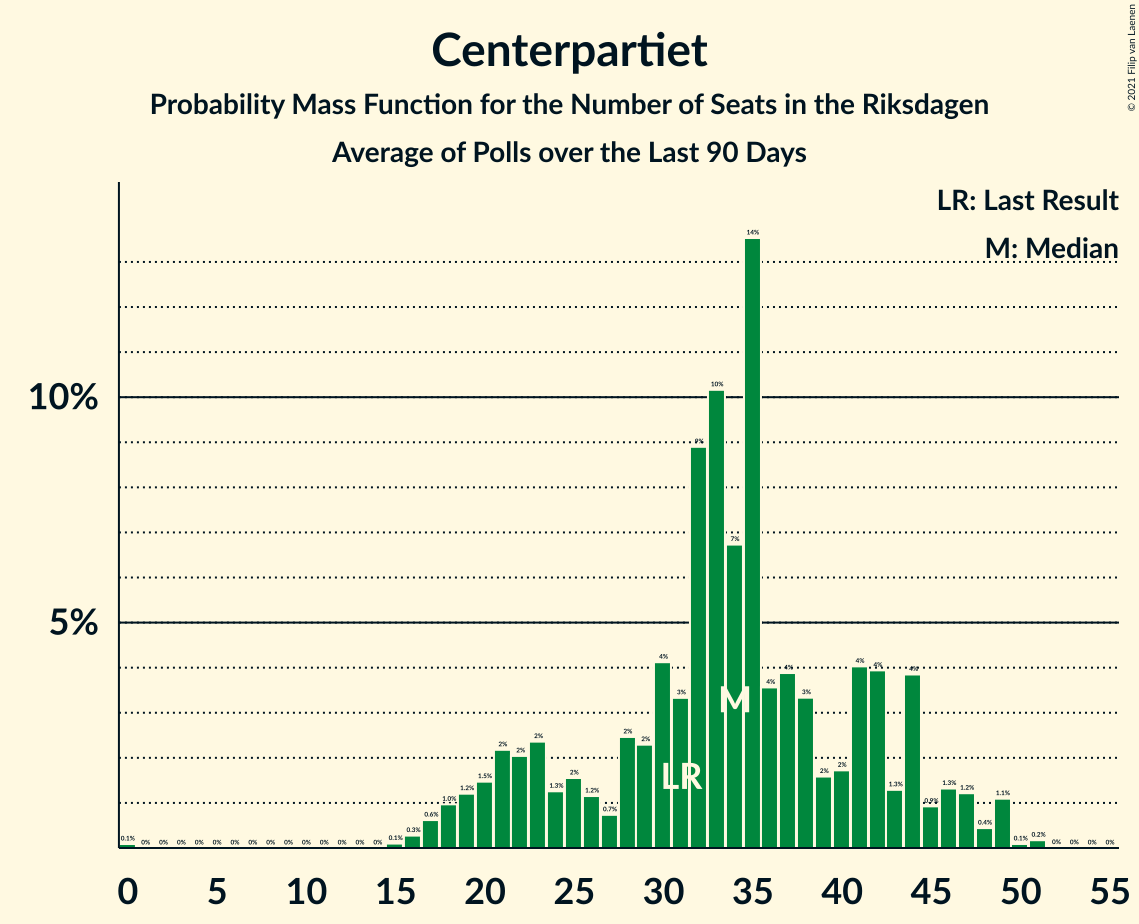 Centerpartiet
Probability Mass Function for the Number of Seats in the Riksdagen
Average of Polls over the Last 90 Days
© 2021 Filip van Laenen
LR: Last Result
M: Median
10%
5%
0.1% 0% 0% 0% 0% 0% 0% 0% 0% 0% 0% 0% 0% 0% 0% 0.1% 0.3% 0.6% 1.0% 1.2% 1.5% 2% 2% 2% 1.3% 2% 1.2% 0.7% 2% 2% 4% 3% 9% 10% 7% 14% 4% 4% 3% 2% 2% 4% 4% 1.3% 4% 0.9% 1.3% 1.2% 0.4% 1.1% 0.1% 0.2% 0% 0% 0% 0%
M
LR
0 5 10 15 20 25 30 35 40 45 50 55